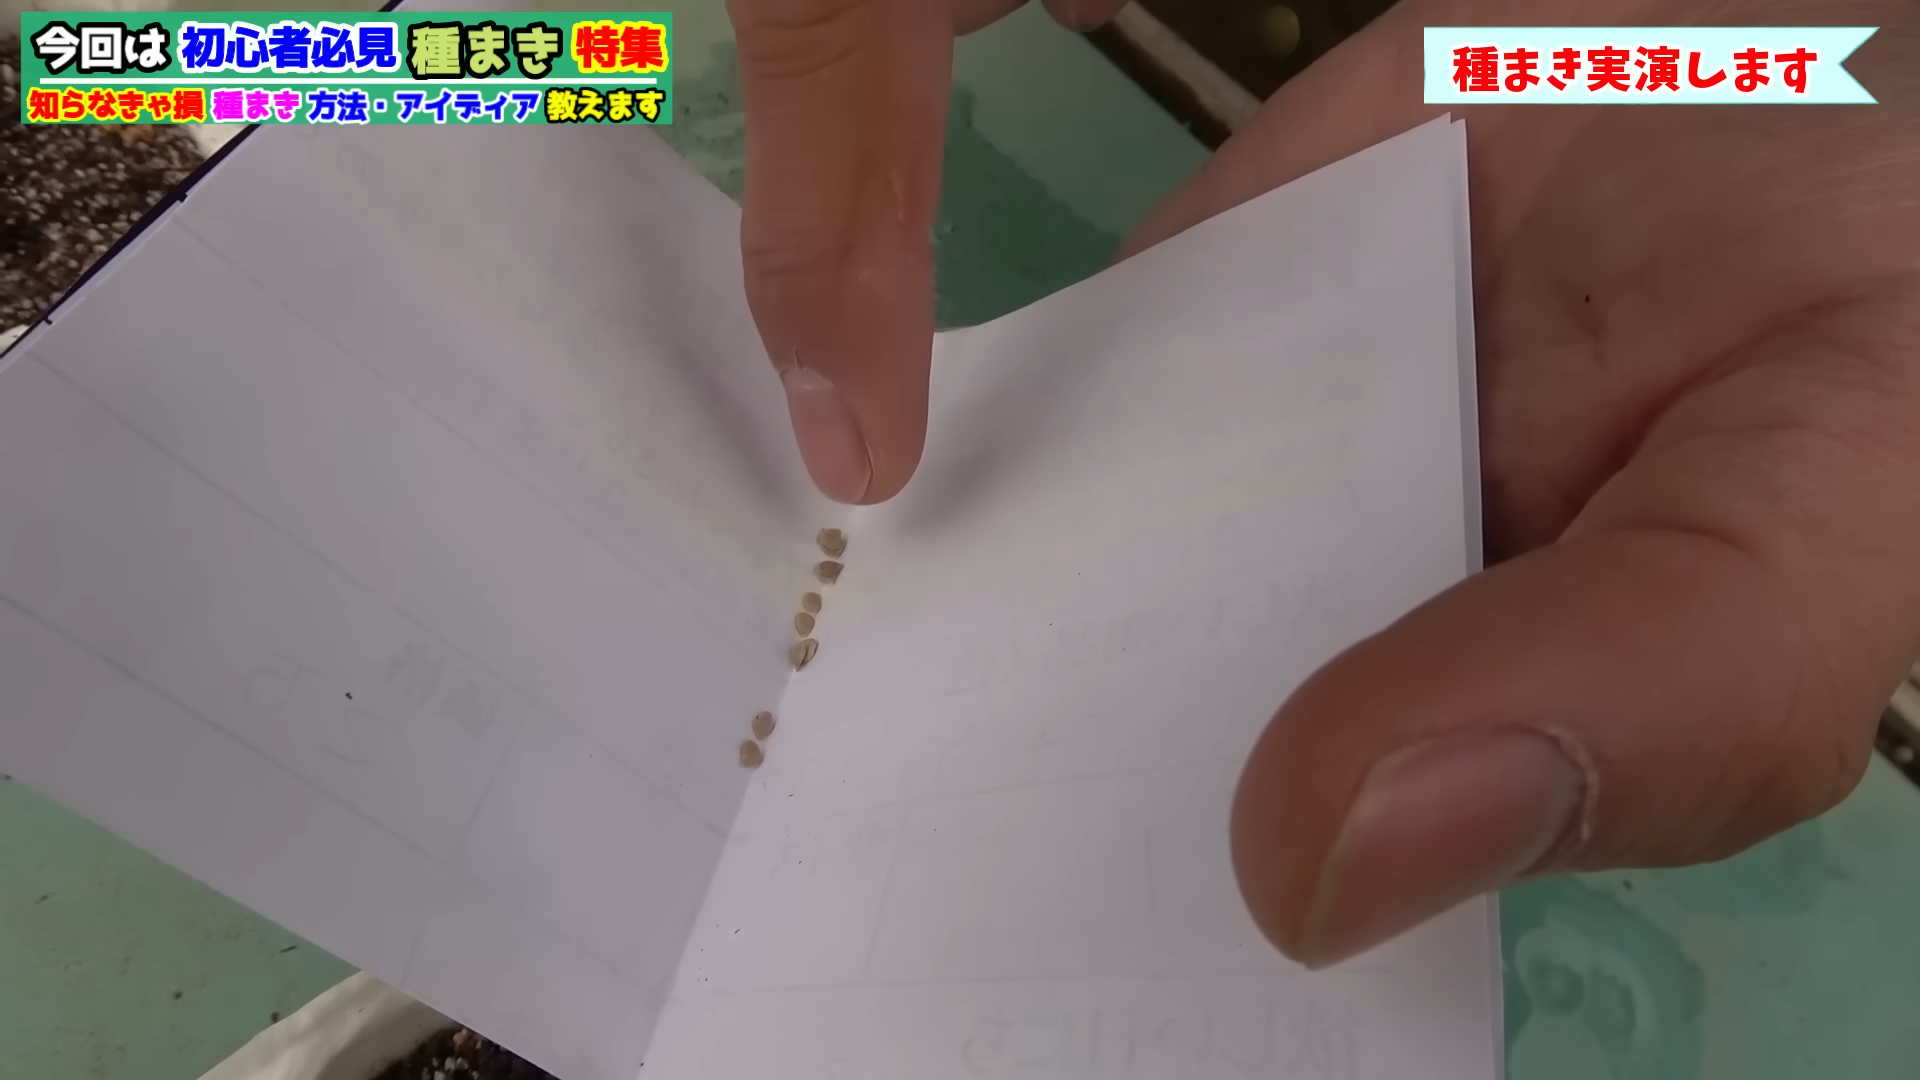 今回は 初心者必見 種まき 特集
知らなきゃ損 種まき 方法・アイディア 教えます
種まき実演します